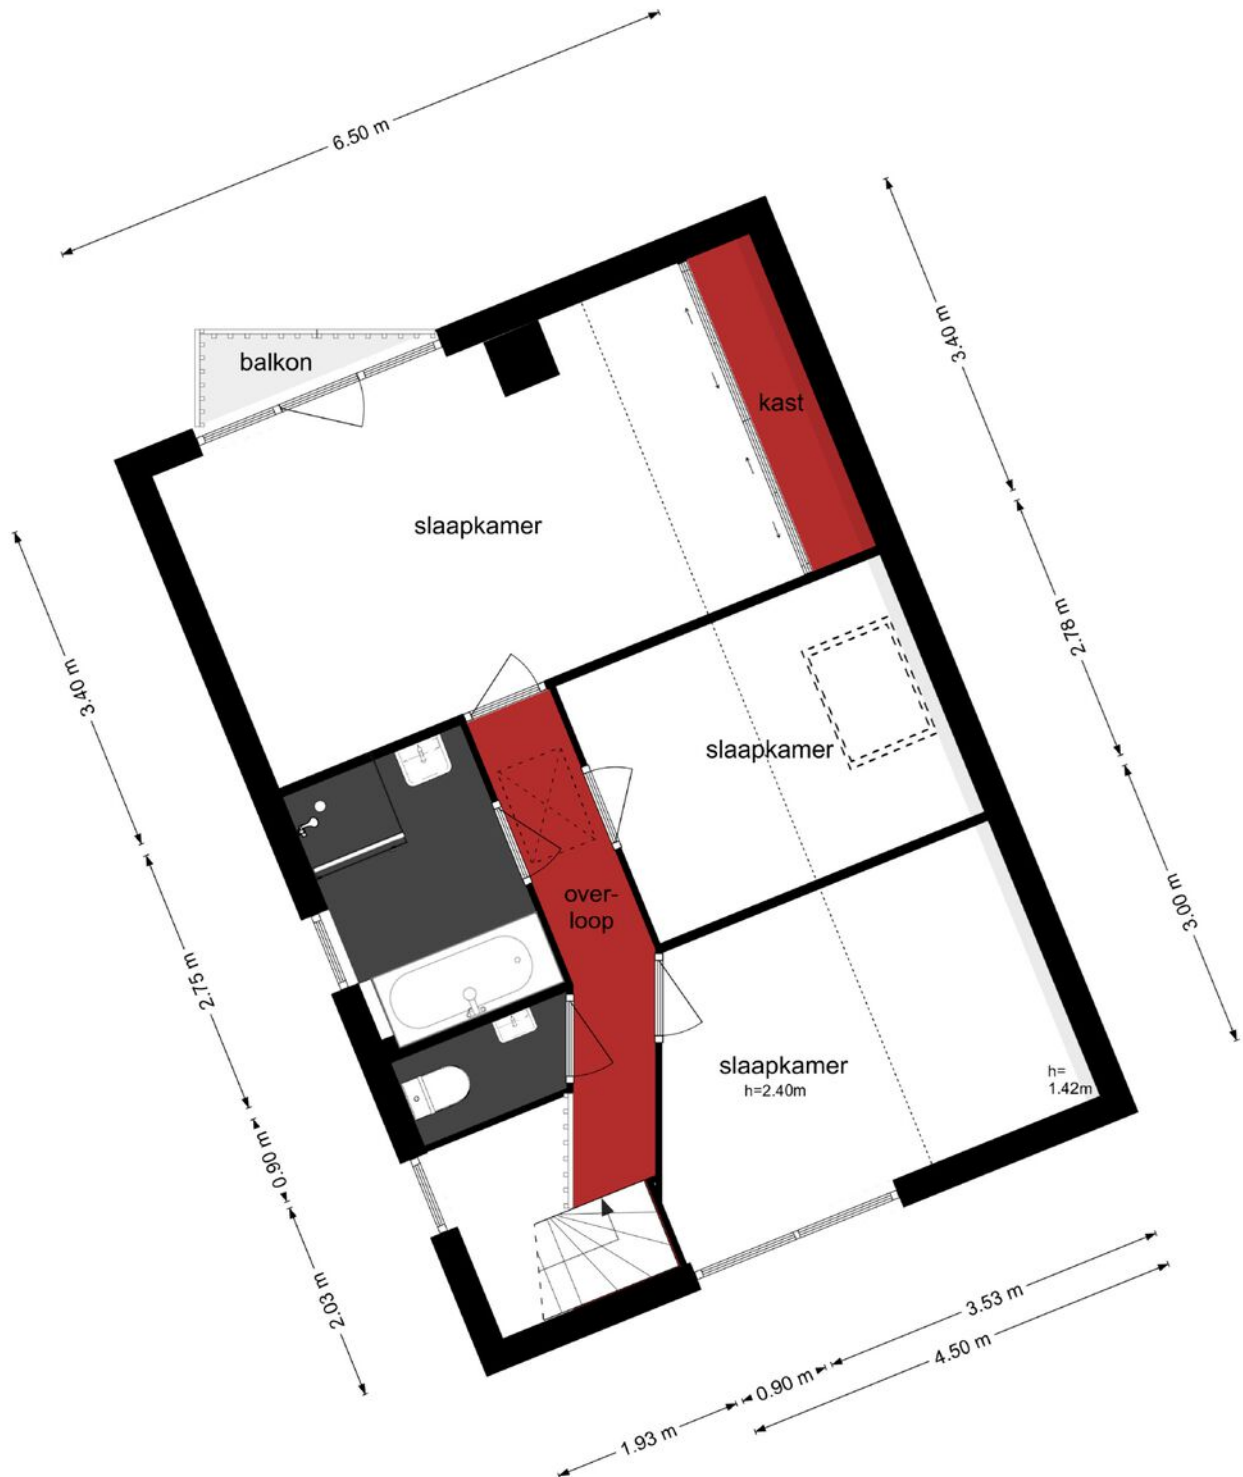 6.50 m
balkon
3.40 m
kast
slaapkamer
2.78 m
3.40 m
slaapkamer
over-
loop
3.00 m
2.75 m
slaapkamer
h=2.40m
h=
1.42m
0.90 m
2.03 m
3.53 m
4.50 m
0.90 m
1.93 m